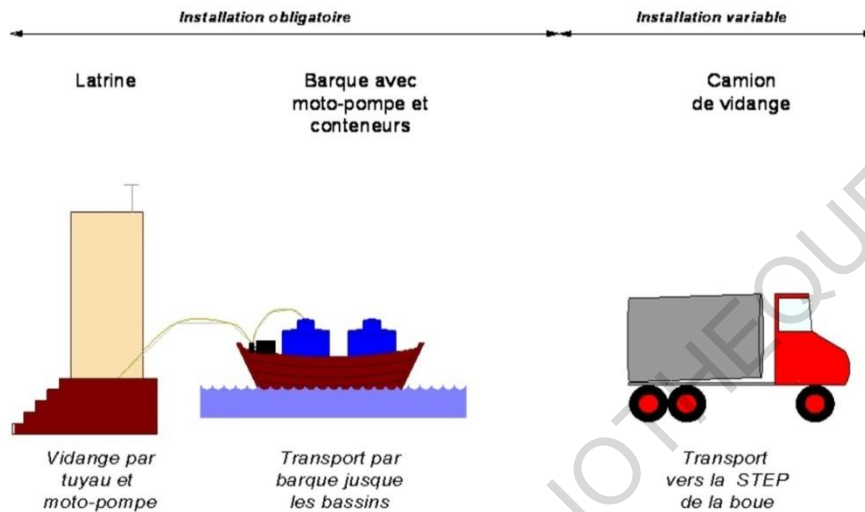 Installation obligatoire
Installation variable
Latrine
Barque avec
moto-pompe et
conteneurs
Camion
de vidange
Vidange par
tuyau et
moto-pompe
Transport par
barque jusque
les bassins
Transport
vers la STEP
de la boue
IOTHEQUE